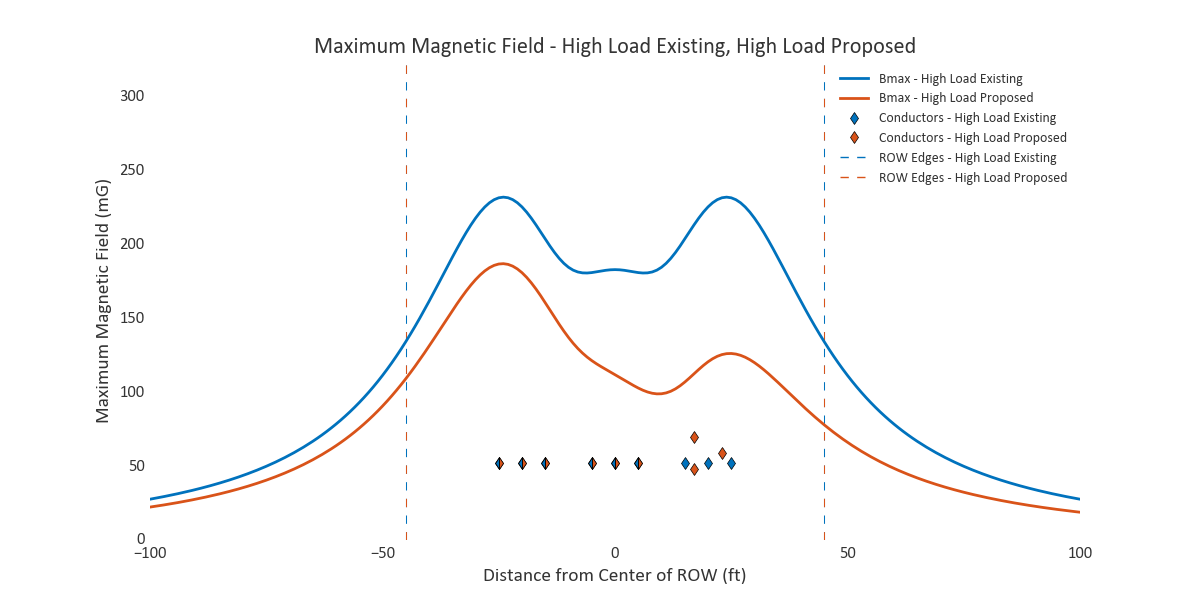 Maximum Magnetic Field - High Load Existing, High Load Proposed
Bmax - High Load Existing
Bmax - High Load Proposed
Conductors - High Load Existing
Conductors - High Load Proposed
ROW Edges - High Load Existing
ROW Edges - High Load Proposed
Maximum Magnetic Field (mG)
300
250
200
150
100
50
0
−100
−50
0
50
100
Distance from Center of ROW (ft)